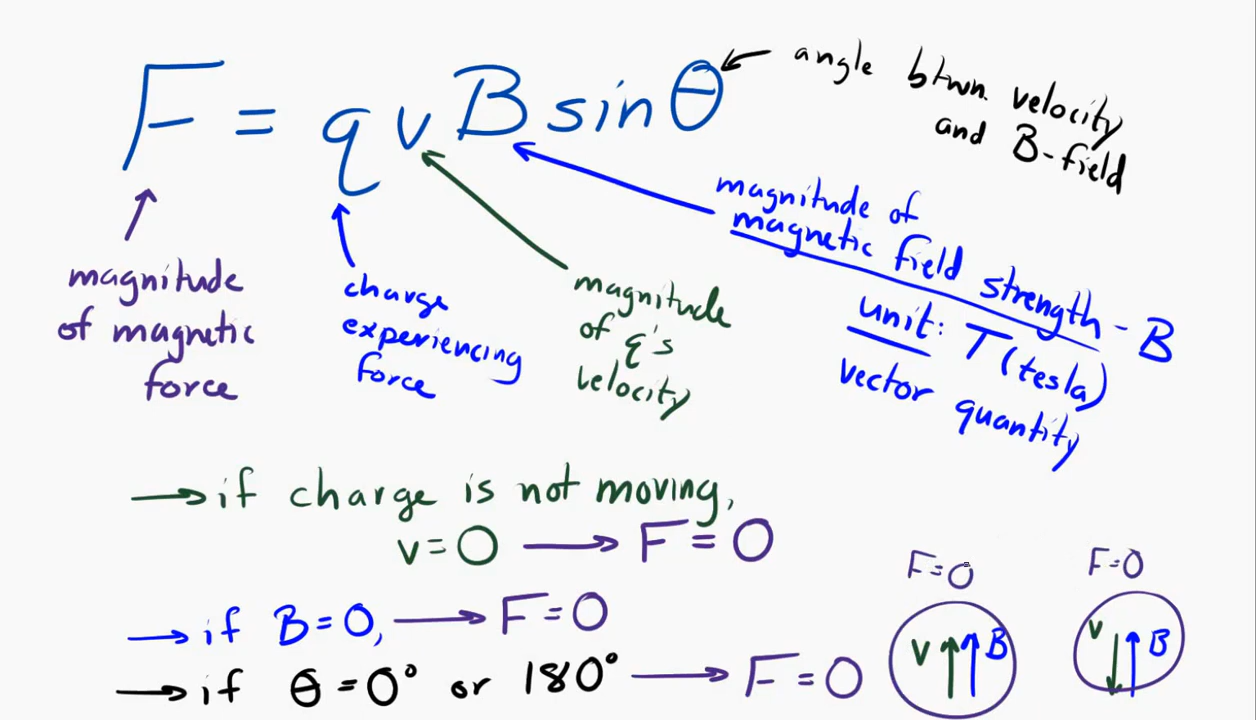 F = qvB sinθ
angle btwn. velocity
and B-field
magnitude of
magnetic field strength - B
unit: T (tesla)
vector quantity
magnitude
of magnetic
force
charge
experiencing
force
magnitude
of q's
velocity
→ if charge is not moving,
v = 0 → F = 0
→ if B = 0, → F = 0
→ if θ = 0° or 180° → F = 0
F = 0
v B
F = 0
v B